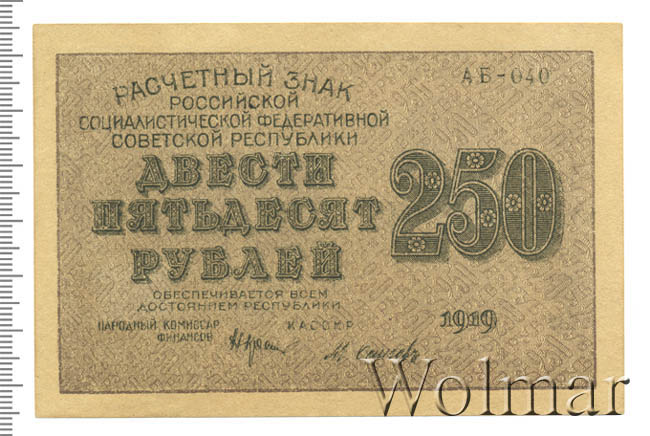 АБ-040
РАСЧЕТНЫЙ ЗНАК
РОССИЙСКОЙ
СОЦИАЛИСТИЧЕСКОЙ ФЕДЕРАТИВНОЙ
СОВЕТСКОЙ РЕСПУБЛИКИ
ДВЕСТИ
ПЯТЬДЕСЯТ
РУБЛЕЙ
250
ОБЕСПЕЧИВАЕТСЯ ВСЕМ
ДОСТОЯНИЕМ РЕСПУБЛИКИ
НАРОДНЫЙ КОМИССАР
ФИНАНСОВ
КАССИР
1919
Wolmar